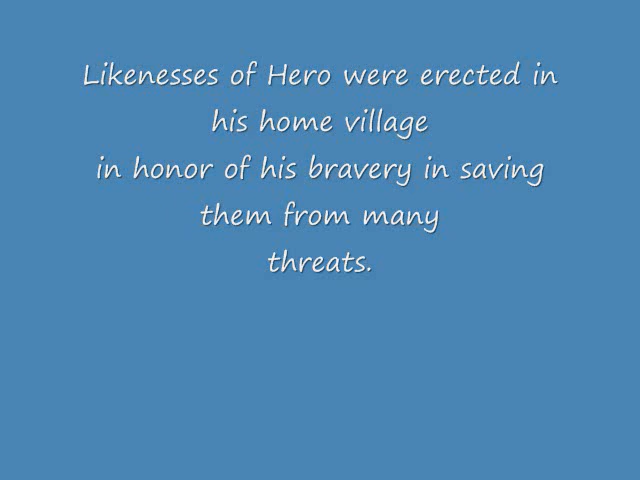 Likenesses of Hero were erected in
his home village
in honor of his bravery in saving
them from many
threats.